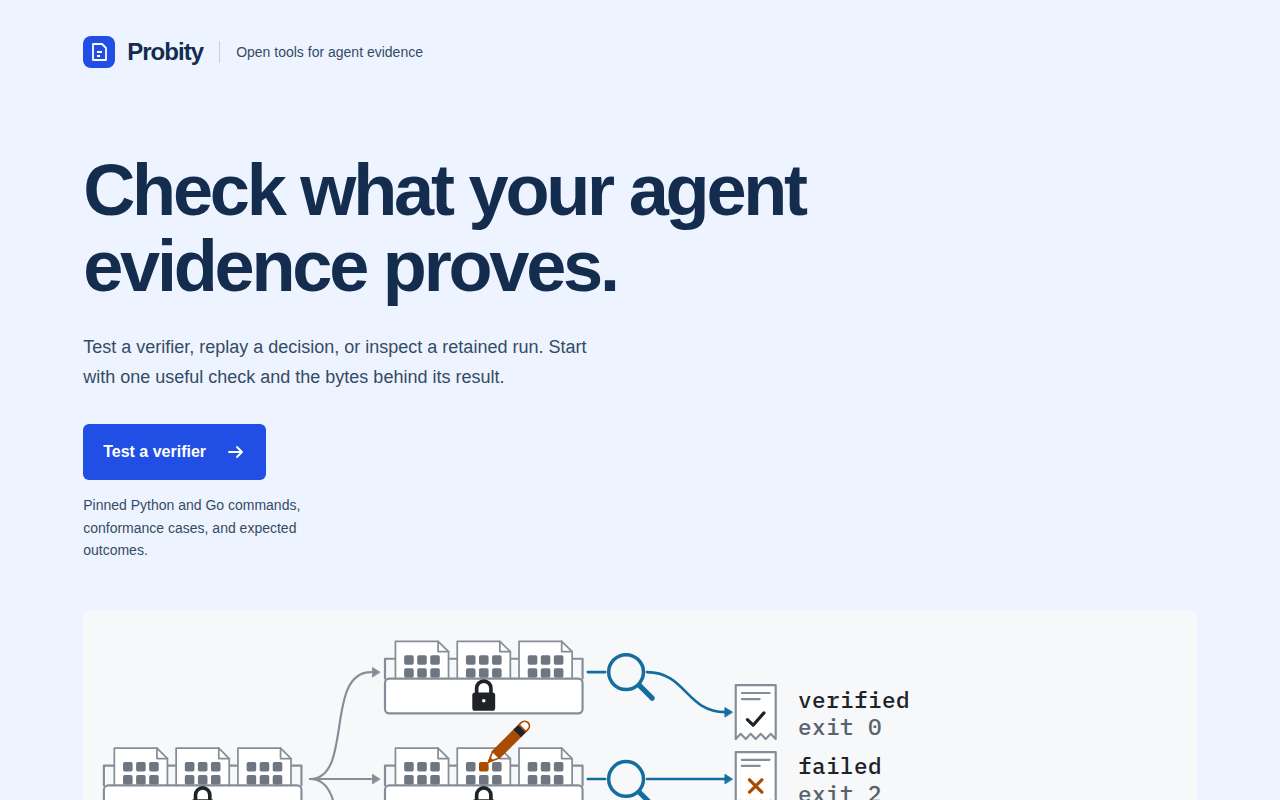 Probity
Open tools for agent evidence
Check what your agent
evidence proves.
Test a verifier, replay a decision, or inspect a retained run. Start
with one useful check and the bytes behind its result.
Test a verifier
Pinned Python and Go commands,
conformance cases, and expected
outcomes.
verified
exit 0
failed
exit 2